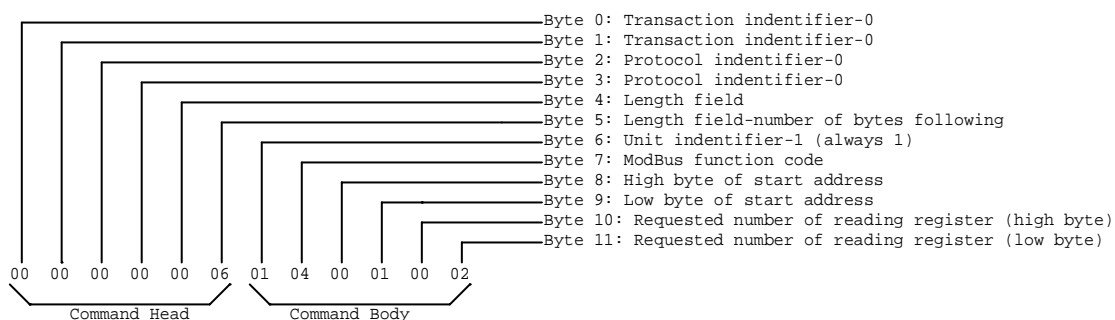 Byte 0: Transaction indentifier-0
Byte 1: Transaction indentifier-0
Byte 2: Protocol indentifier-0
Byte 3: Protocol indentifier-0
Byte 4: Length field
Byte 5: Length field-number of bytes following
Byte 6: Unit indentifier-1 (always 1)
Byte 7: ModBus function code
Byte 8: High byte of start address
Byte 9: Low byte of start address
Byte 10: Requested number of reading register (high byte)
Byte 11: Requested number of reading register (low byte)
00 00 00 00 00 06 01 04 00 01 00 02
Command Head Command Body